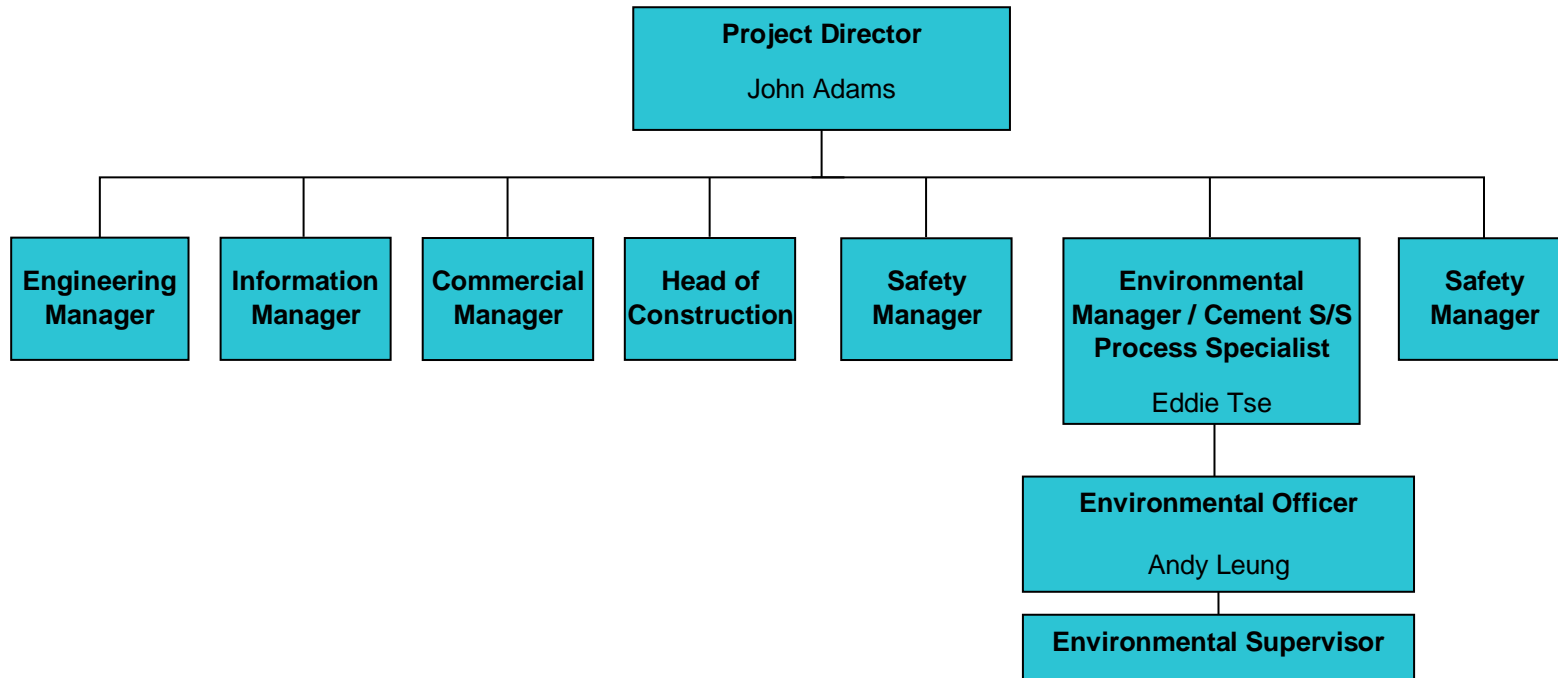 Project Director
John Adams
Engineering
Manager
Information
Manager
Commercial
Manager
Head of
Construction
Safety
Manager
Environmental
Manager / Cement S/S
Process Specialist
Eddie Tse
Safety
Manager
Environmental Officer
Andy Leung
Environmental Supervisor